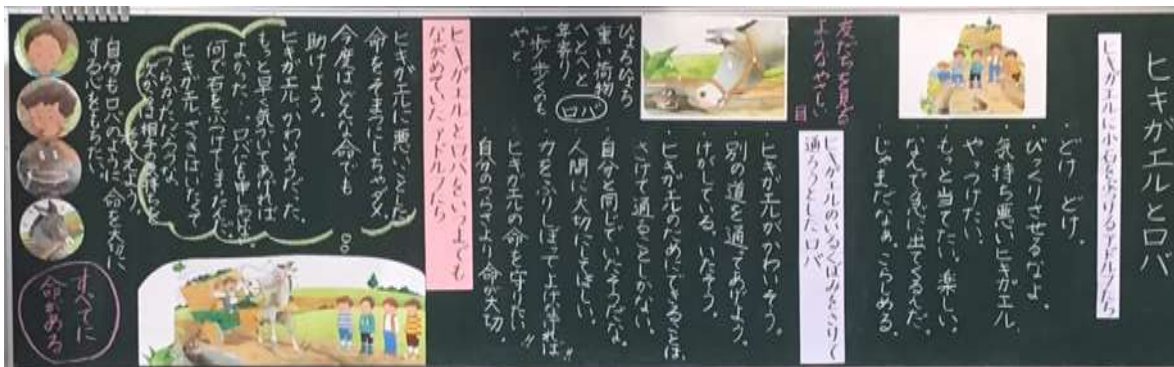 ヒキガエルとロバ
ヒキガエルに小石をぶつけるアドルフたち
・どけ どけ。
・びっくりさせるなよ。
・気持ち悪いヒキガエル
・やっつけたい。
・もっと当てたい。楽しい。
・なんで急に出てくるんだ。
・じゃまだなぁ。こらしめる。
ヒキガエルのいるくぼみをさけて
通ろうとしたロバ
・ヒキガエルがかわいそう。
・別の道を通ってあげよう。
・けがしている。いたそう。
・ヒキガエルのためにできることは、
さけて通ることしかない。
・自分と同じでいたそうだな。
・人間に大切にしてほしい。
・力をふりしぼって上げなければ!!
・ヒキガエルの命を守りたい!!
・自分のつらさより命が大切。
友だちを見る
ようなやさしい
目
ひょろひょろ
重い荷物
へとへと
ロバ
年寄り
一歩歩くのも
やっと…
ヒキガエルとロバをいつまでも
ながめていたアドルフたち
・ヒキガエルに悪いことした
・命をそまつにしちゃダメ
・今度はどんな命でも
助けよう。
・ヒキガエル、かわいそうだった。
・もっと早く気づいてあげれば
よかった…。ロバにも申しわけない
・何で石をぶつけてしまったんだ。
・ヒキガエル、ごめんなさい
・つらかっただろうな。
・次からは相手の気持ちを
考えよう。
・自分もロバのように命を大切に
する心をもちたい。
すべてに
命がある